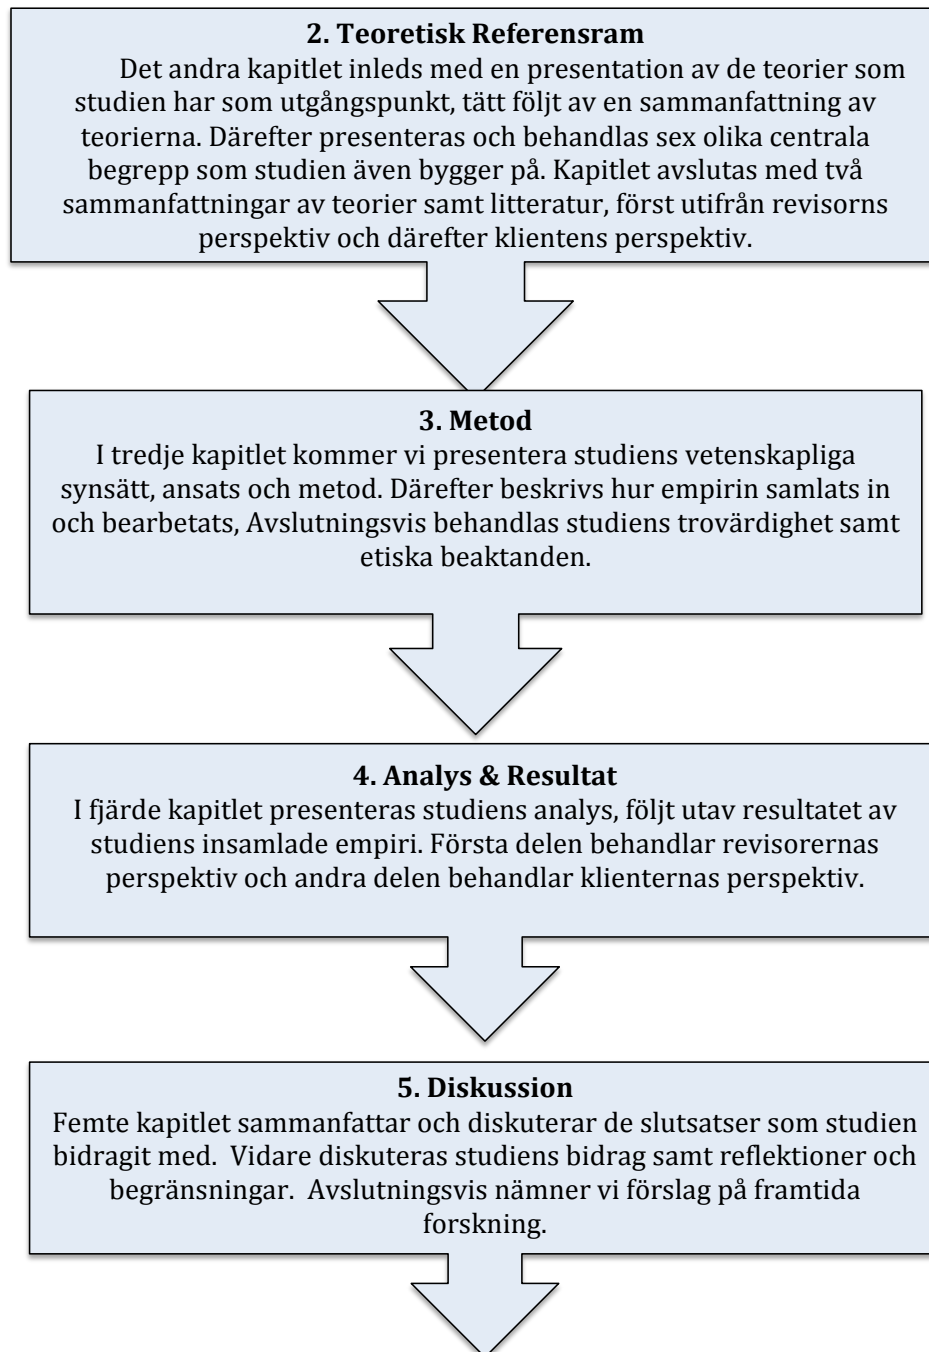 2. Teoretisk Referensram
Det andra kapitlet inleds med en presentation av de teorier som
studien har som utgångspunkt, tätt följt av en sammanfattning av
teorierna. Därefter presenteras och behandlas sex olika centrala
begrepp som studien även bygger på. Kapitlet avslutas med två
sammanfattningar av teorier samt litteratur, först utifrån revisorns
perspektiv och därefter klientens perspektiv.
3. Metod
I tredje kapitlet kommer vi presentera studiens vetenskapliga
synsätt, ansats och metod. Därefter beskrivs hur empirin samlats in
och bearbetats, Avslutningsvis behandlas studiens trovärdighet samt
etiska beaktanden.
4. Analys & Resultat
I fjärde kapitlet presenteras studiens analys, följt utav resultatet av
studiens insamlade empiri. Första delen behandlar revisorernas
perspektiv och andra delen behandlar klienternas perspektiv.
5. Diskussion
Femte kapitlet sammanfattar och diskuterar de slutsatser som studien
bidragit med.  Vidare diskuteras studiens bidrag samt reflektioner och
begränsningar.  Avslutningsvis nämner vi förslag på framtida
forskning.